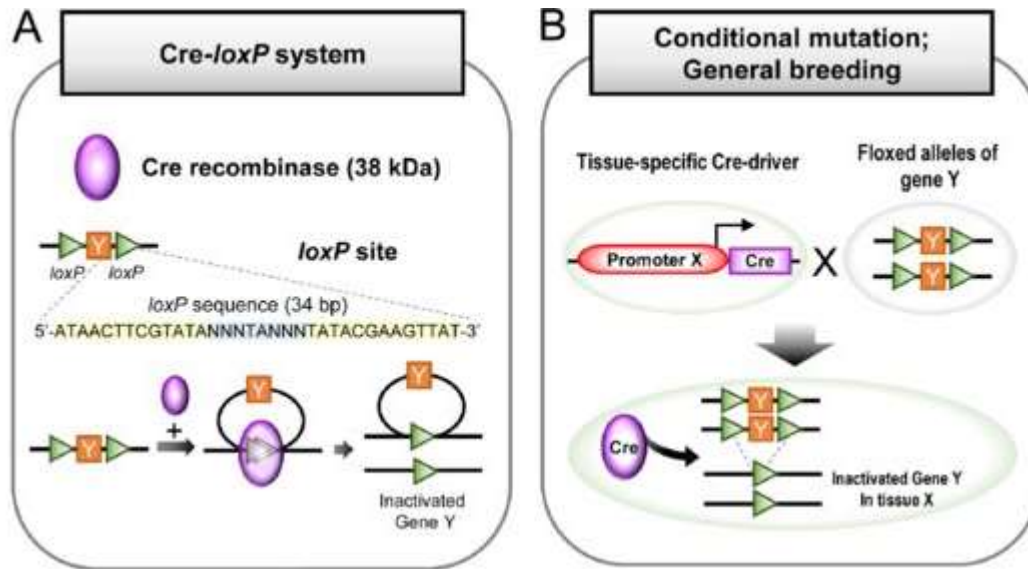 A
Cre-loxP system
Cre recombinase (38 kDa)
Y
loxP
loxP
loxP site
loxP sequence (34 bp)
5'-ATAACTTCGTATANNNTANNNTATACGAAGTTAT-3'
Y
+
Y
Y
Inactivated
Gene Y
B
Conditional mutation;
General breeding
Tissue-specific Cre-driver
Floxed alleles of
gene Y
Promoter X
Cre
X
Y
Y
Cre
Y
Y
Inactivated Gene Y
In tissue X